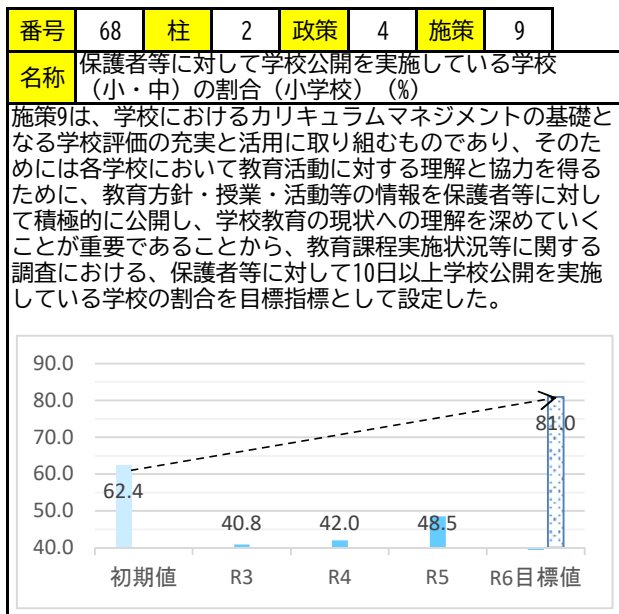 番号 68 柱 2 政策 4 施策 9
名称 保護者等に対して学校公開を実施している学校
（小・中）の割合（小学校）（%）
施策9は、学校におけるカリキュラムマネジメントの基礎と
なる学校評価の充実と活用に取り組むものであり、そのた
めには各学校において教育活動に対する理解と協力を得る
ために、教育方針・授業・活動等の情報を保護者等に対し
て積極的に公開し、学校教育の現状への理解を深めていく
ことが重要であることから、教育課程実施状況等に関する
調査における、保護者等に対して10日以上学校公開を実施
している学校の割合を目標指標として設定した。
90.0
80.0
70.0
60.0
50.0
40.0
62.4
40.8
42.0
48.5
81.0
初期値 R3 R4 R5 R6目標値